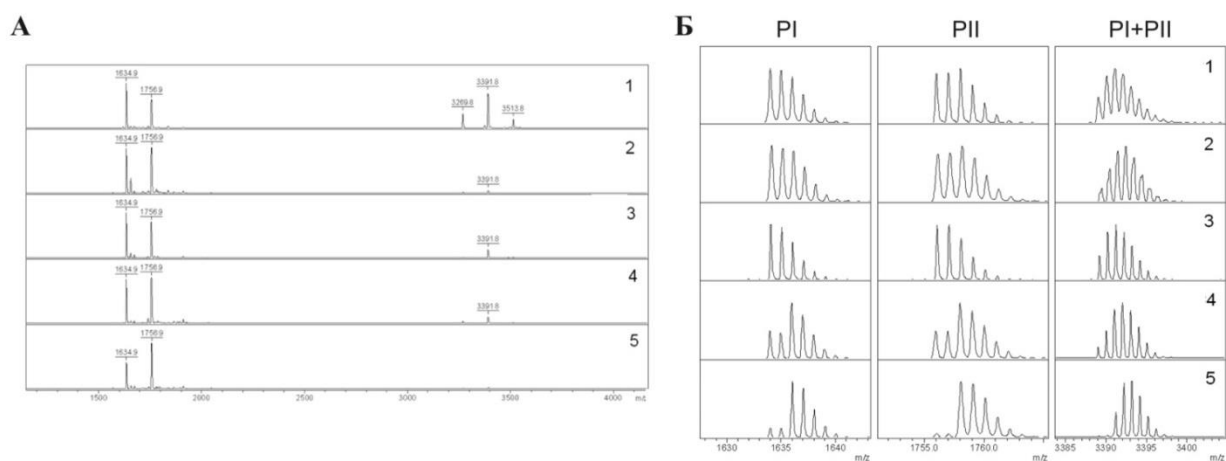 А
1634.9 1756.9 3269.8 3391.8 3513.8 1
1634.9 1756.9 3391.8 2
1634.9 1756.9 3391.8 3
1634.9 1756.9 3391.8 4
1634.9 1756.9 5
1500 2000 3000 4000 m/z
Б PI PII PI+PII
1
2
3
4
5
1630 1635 1640 1755.0 1760.0 3385 3390 3395 3400
m/z m/z m/z